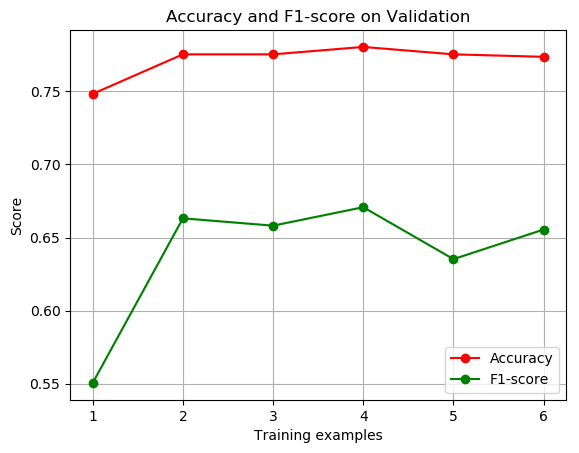 Accuracy and F1-score on Validation
Score
0.75
0.70
0.65
0.60
0.55
Accuracy
F1-score
1 2 3 4 5 6
Training examples